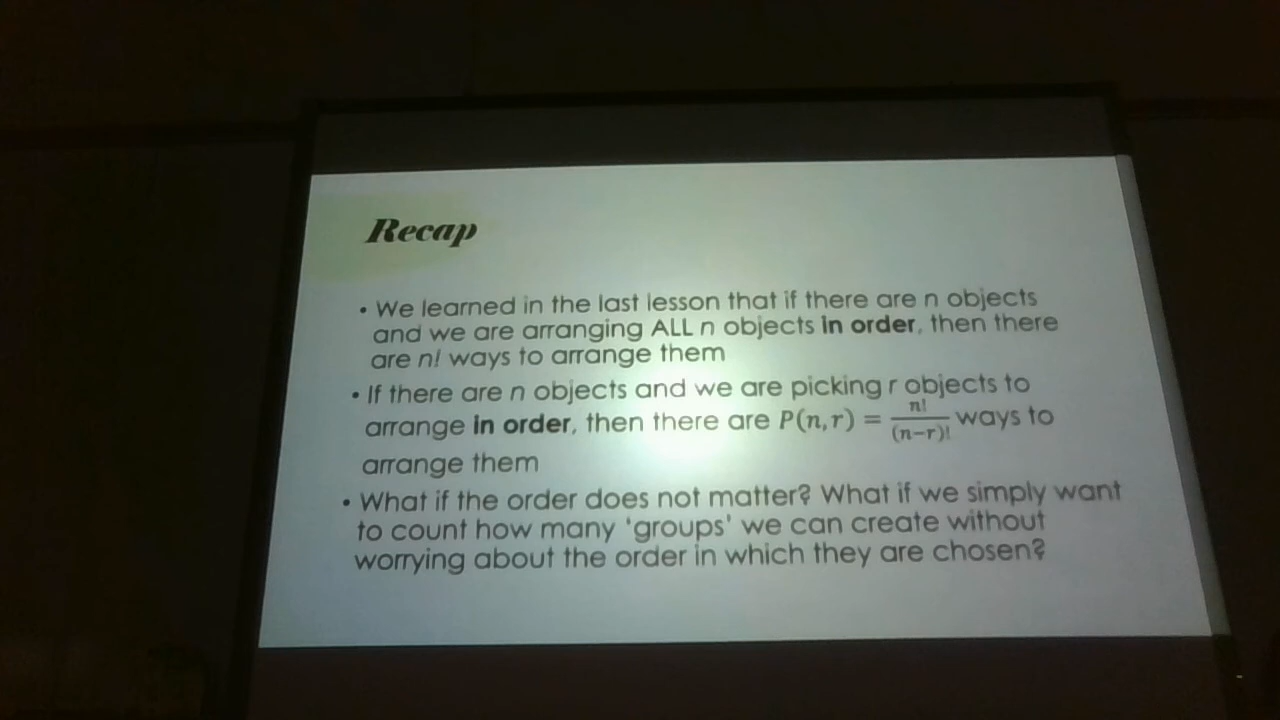 Recap
• We learned in the last lesson that if there are n objects
and we are arranging ALL n objects in order, then there
are n! ways to arrange them
• If there are n objects and we are picking r objects to
arrange in order, then there are P(n,r) = n!/(n−r)! ways to
arrange them
• What if the order does not matter? What if we simply want
to count how many 'groups' we can create without
worrying about the order in which they are chosen?